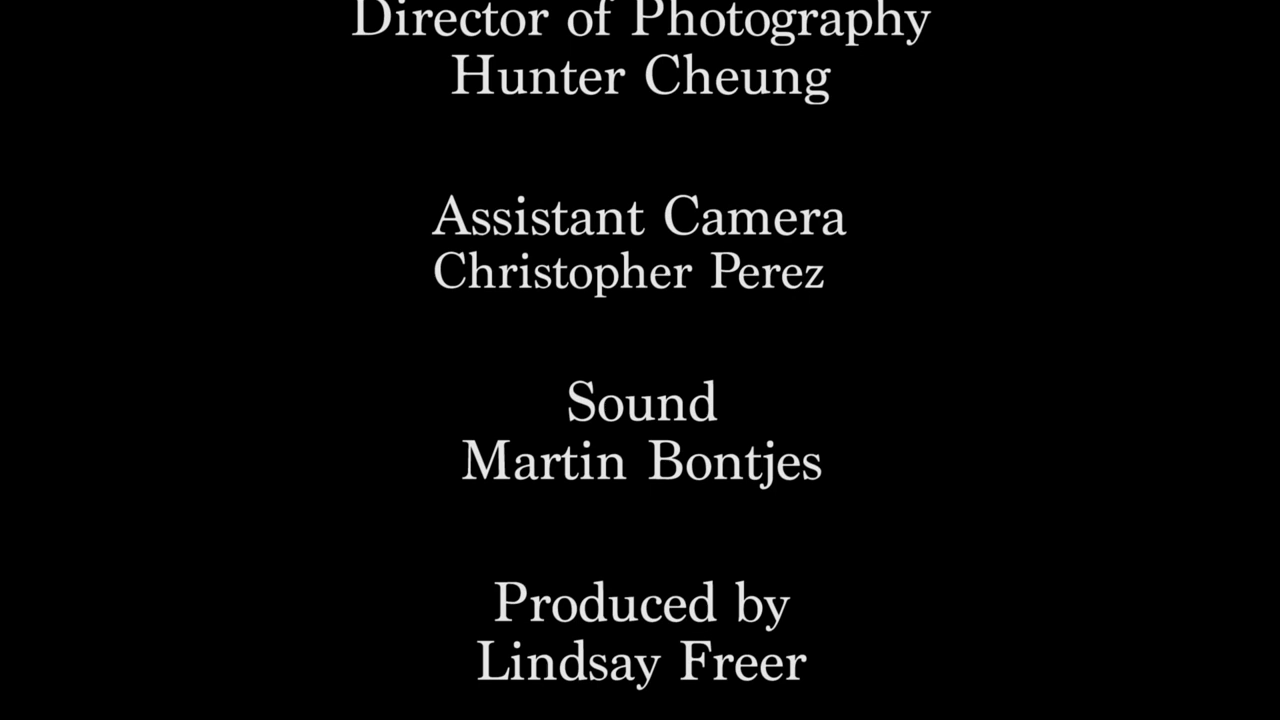 Director of Photography
Hunter Cheung
Assistant Camera
Christopher Perez
Sound
Martin Bontjes
Produced by
Lindsay Freer